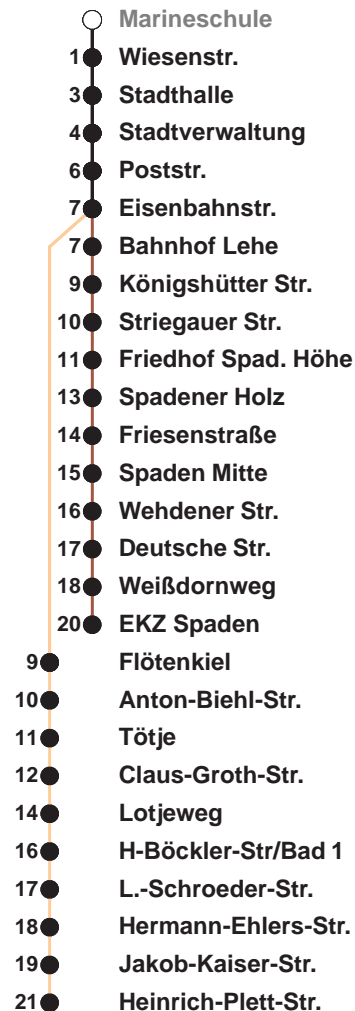 Marineschule
1 Wiesenstr.
3 Stadthalle
4 Stadtverwaltung
6 Poststr.
7 Eisenbahnstr.
7 Bahnhof Lehe
9 Königshütter Str.
10 Striegauer Str.
11 Friedhof Spad. Höhe
13 Spadener Holz
14 Friesenstraße
15 Spaden Mitte
16 Wehdener Str.
17 Deutsche Str.
18 Weißdornweg
20 EKZ Spaden
9 Flötenkiel
10 Anton-Biehl-Str.
11 Tötje
12 Claus-Groth-Str.
14 Lotjeweg
16 H-Böckler-Str/Bad 1
17 L.-Schroeder-Str.
18 Hermann-Ehlers-Str.
19 Jakob-Kaiser-Str.
21 Heinrich-Plett-Str.